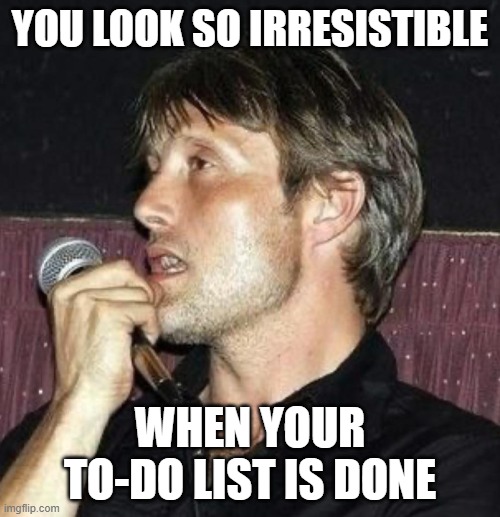 YOU LOOK SO IRRESISTIBLE
WHEN YOUR
TO-DO LIST IS DONE
imgflip.com